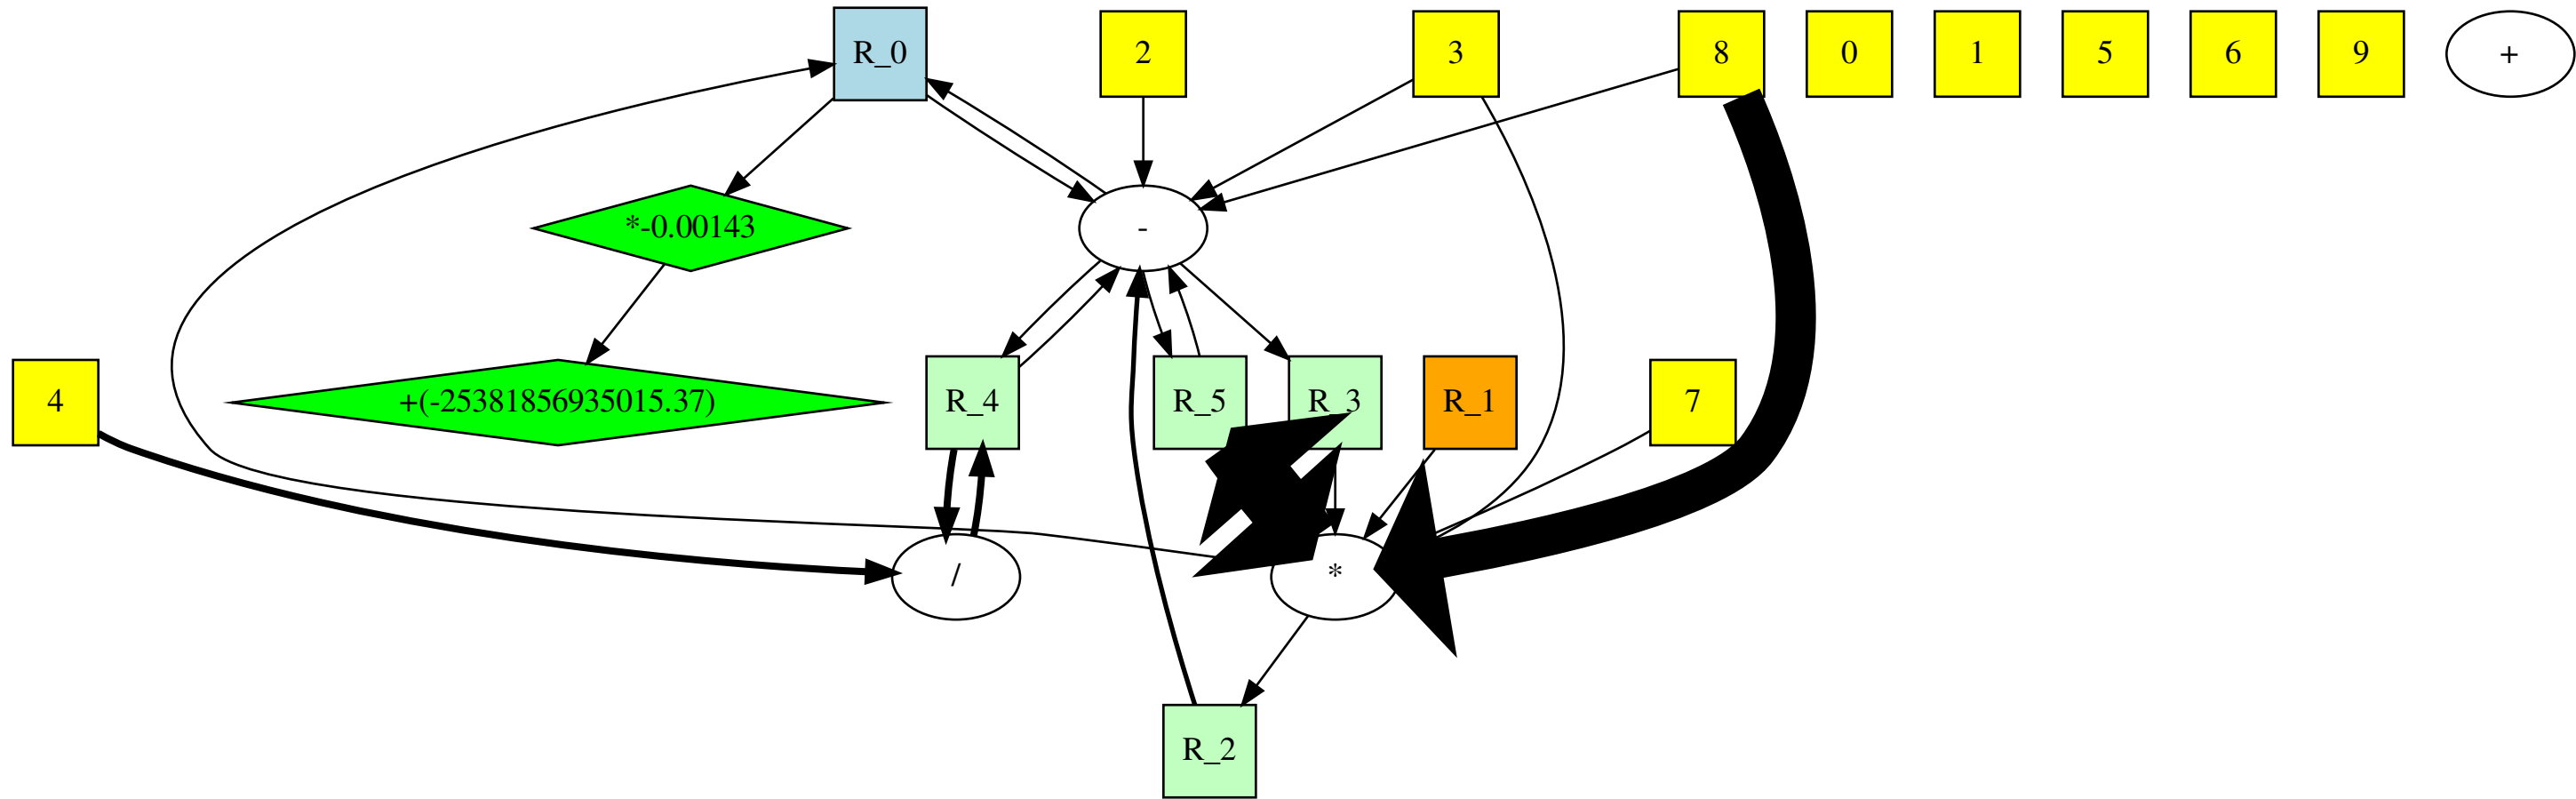 R_0
2
3
8
0
1
5
6
9
+
*-0.00143
-
4
+(-25381856935015.37)
R_4
R_5
R_3
R_1
7
/
*
R_2